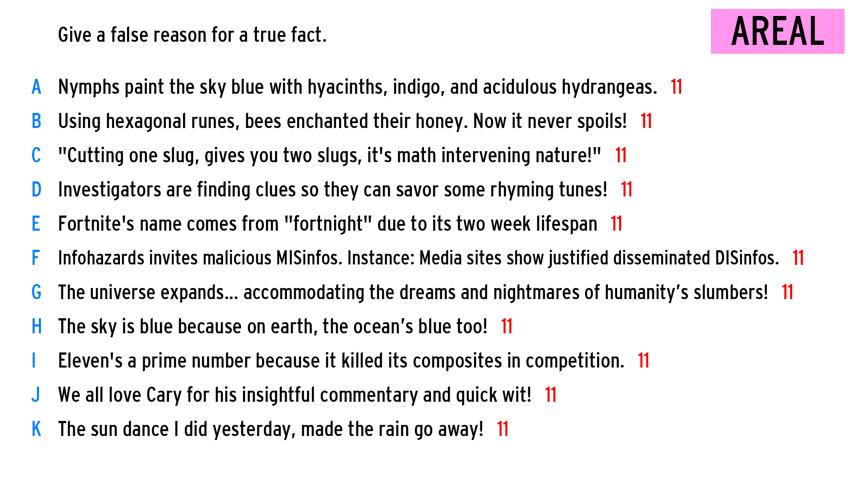 Give a false reason for a true fact.
AREAL
A Nymphs paint the sky blue with hyacinths, indigo, and acidulous hydrangeas. 11
B Using hexagonal runes, bees enchanted their honey. Now it never spoils! 11
C "Cutting one slug, gives you two slugs, it's math intervening nature!" 11
D Investigators are finding clues so they can savor some rhyming tunes! 11
E Fortnite's name comes from "fortnight" due to its two week lifespan 11
F Infohazards invites malicious MISinfos. Instance: Media sites show justified disseminated DISinfos. 11
G The universe expands... accommodating the dreams and nightmares of humanity’s slumbers! 11
H The sky is blue because on earth, the ocean’s blue too! 11
I Eleven's a prime number because it killed its composites in competition. 11
J We all love Cary for his insightful commentary and quick wit! 11
K The sun dance I did yesterday, made the rain go away! 11